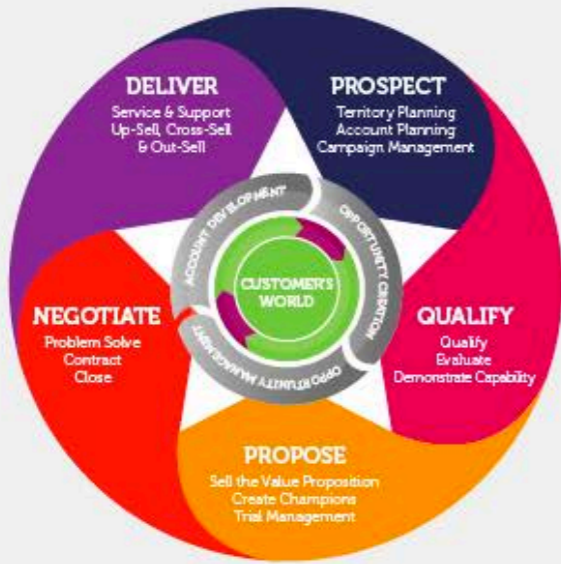 DELIVER
Service & Support
Up-Sell, Cross-Sell
& Out-Sell
PROSPECT
Territory Planning
Account Planning
Campaign Management
ACCOUNT DEVELOPMENT
OPPORTUNITY CREATION
OPPORTUNITY MANAGEMENT
CUSTOMER'S
WORLD
NEGOTIATE
Problem Solve
Contract
Close
QUALIFY
Qualify
Evaluate
Demonstrate Capability
PROPOSE
Sell the Value Proposition
Create Champions
Trial Management